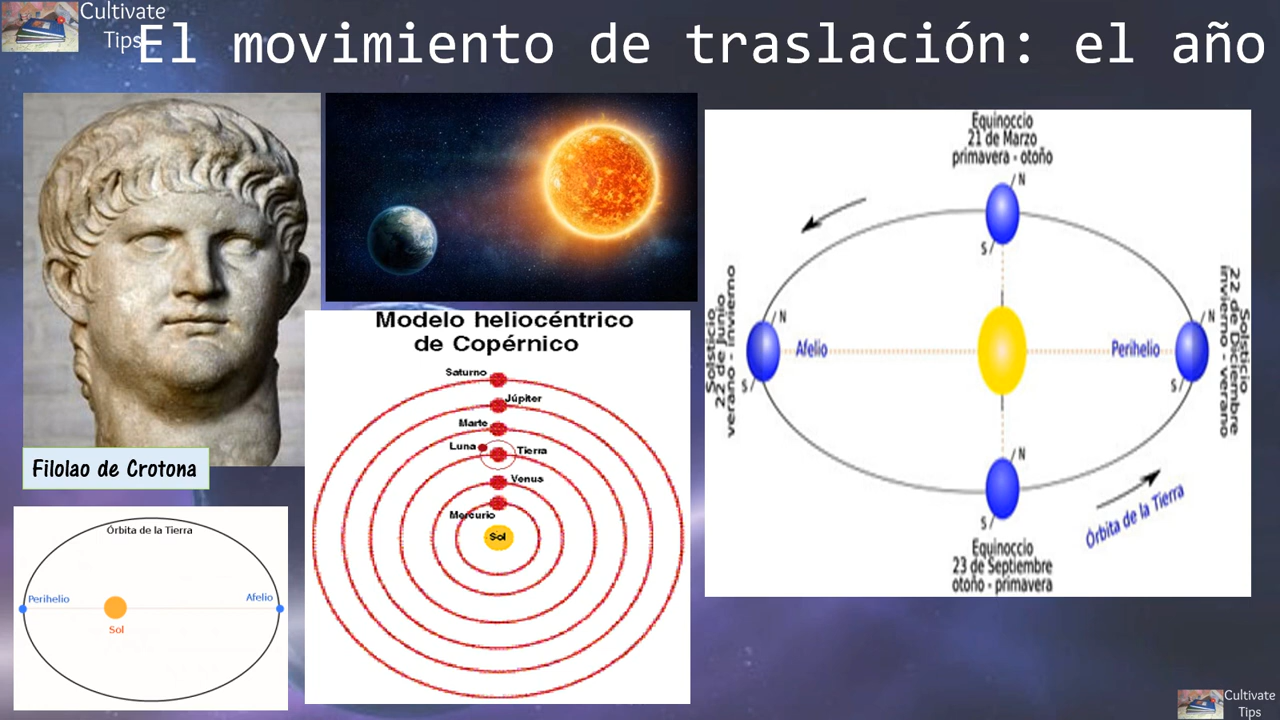 Cultivate
Tips
El movimiento de traslación: el año
Filolao de Crotona
Órbita de la Tierra
Perihelio
Afelio
Sol
Modelo heliocéntrico
de Copérnico
Saturno
Júpiter
Marte
Luna
Tierra
Venus
Mercurio
Sol
Equinoccio
21 de Marzo
primavera - otoño
N
S
Solsticio
22 de Junio
verano - invierno
N
S
Afelio
Perihelio
N
S
Solsticio
22 de Diciembre
invierno - verano
N
S
Órbita de la Tierra
Equinoccio
23 de Septiembre
otoño - primavera
Cultivate
Tips